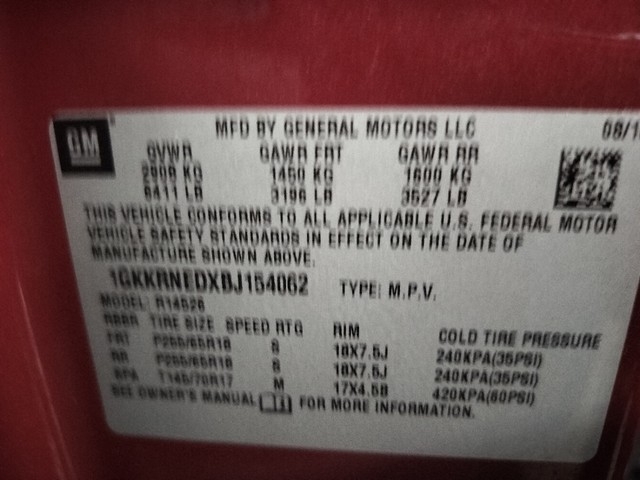 GM
MFD BY GENERAL MOTORS LLC 08/1
GVWR GAWR FRT GAWR RR
2908 KG 1450 KG 1600 KG
6411 LB 3196 LB 3527 LB
THIS VEHICLE CONFORMS TO ALL APPLICABLE U.S. FEDERAL MOTOR
VEHICLE SAFETY STANDARDS IN EFFECT ON THE DATE OF
MANUFACTURE SHOWN ABOVE.
1GKKRNEDXBJ154062 TYPE: M.P.V.
MODEL: R14526
TIRE SIZE SPEED RTG RIM COLD TIRE PRESSURE
FRT P255/65R18 S 18X7.5J 240KPA(35PSI)
RR P255/65R18 S 18X7.5J 240KPA(35PSI)
SPA T145/70R17 M 17X4.5B 420KPA(60PSI)
SEE OWNER'S MANUAL FOR MORE INFORMATION.